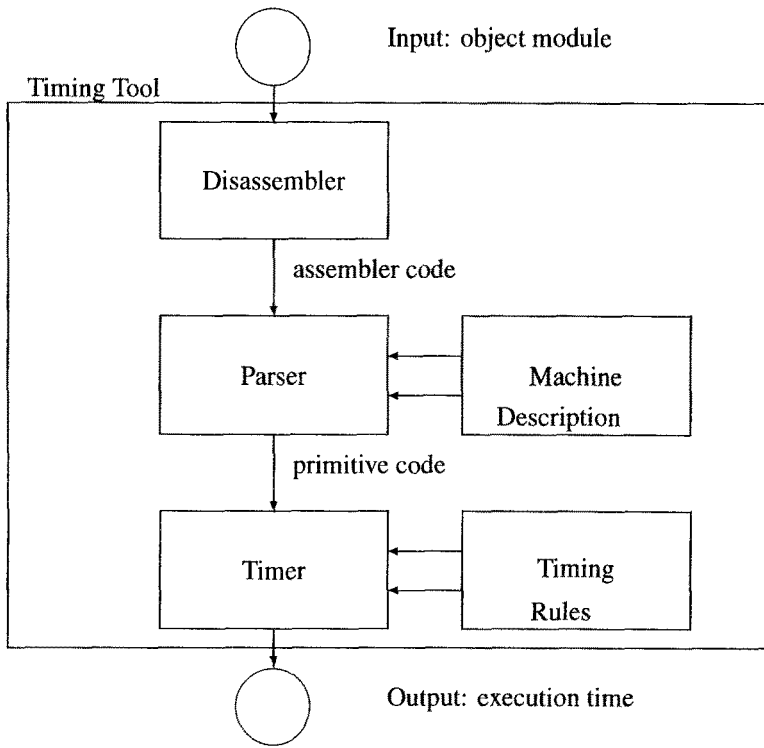 Input: object module
Timing Tool
Disassembler
assembler code
Parser
Machine
Description
primitive code
Timer
Timing
Rules
Output: execution time